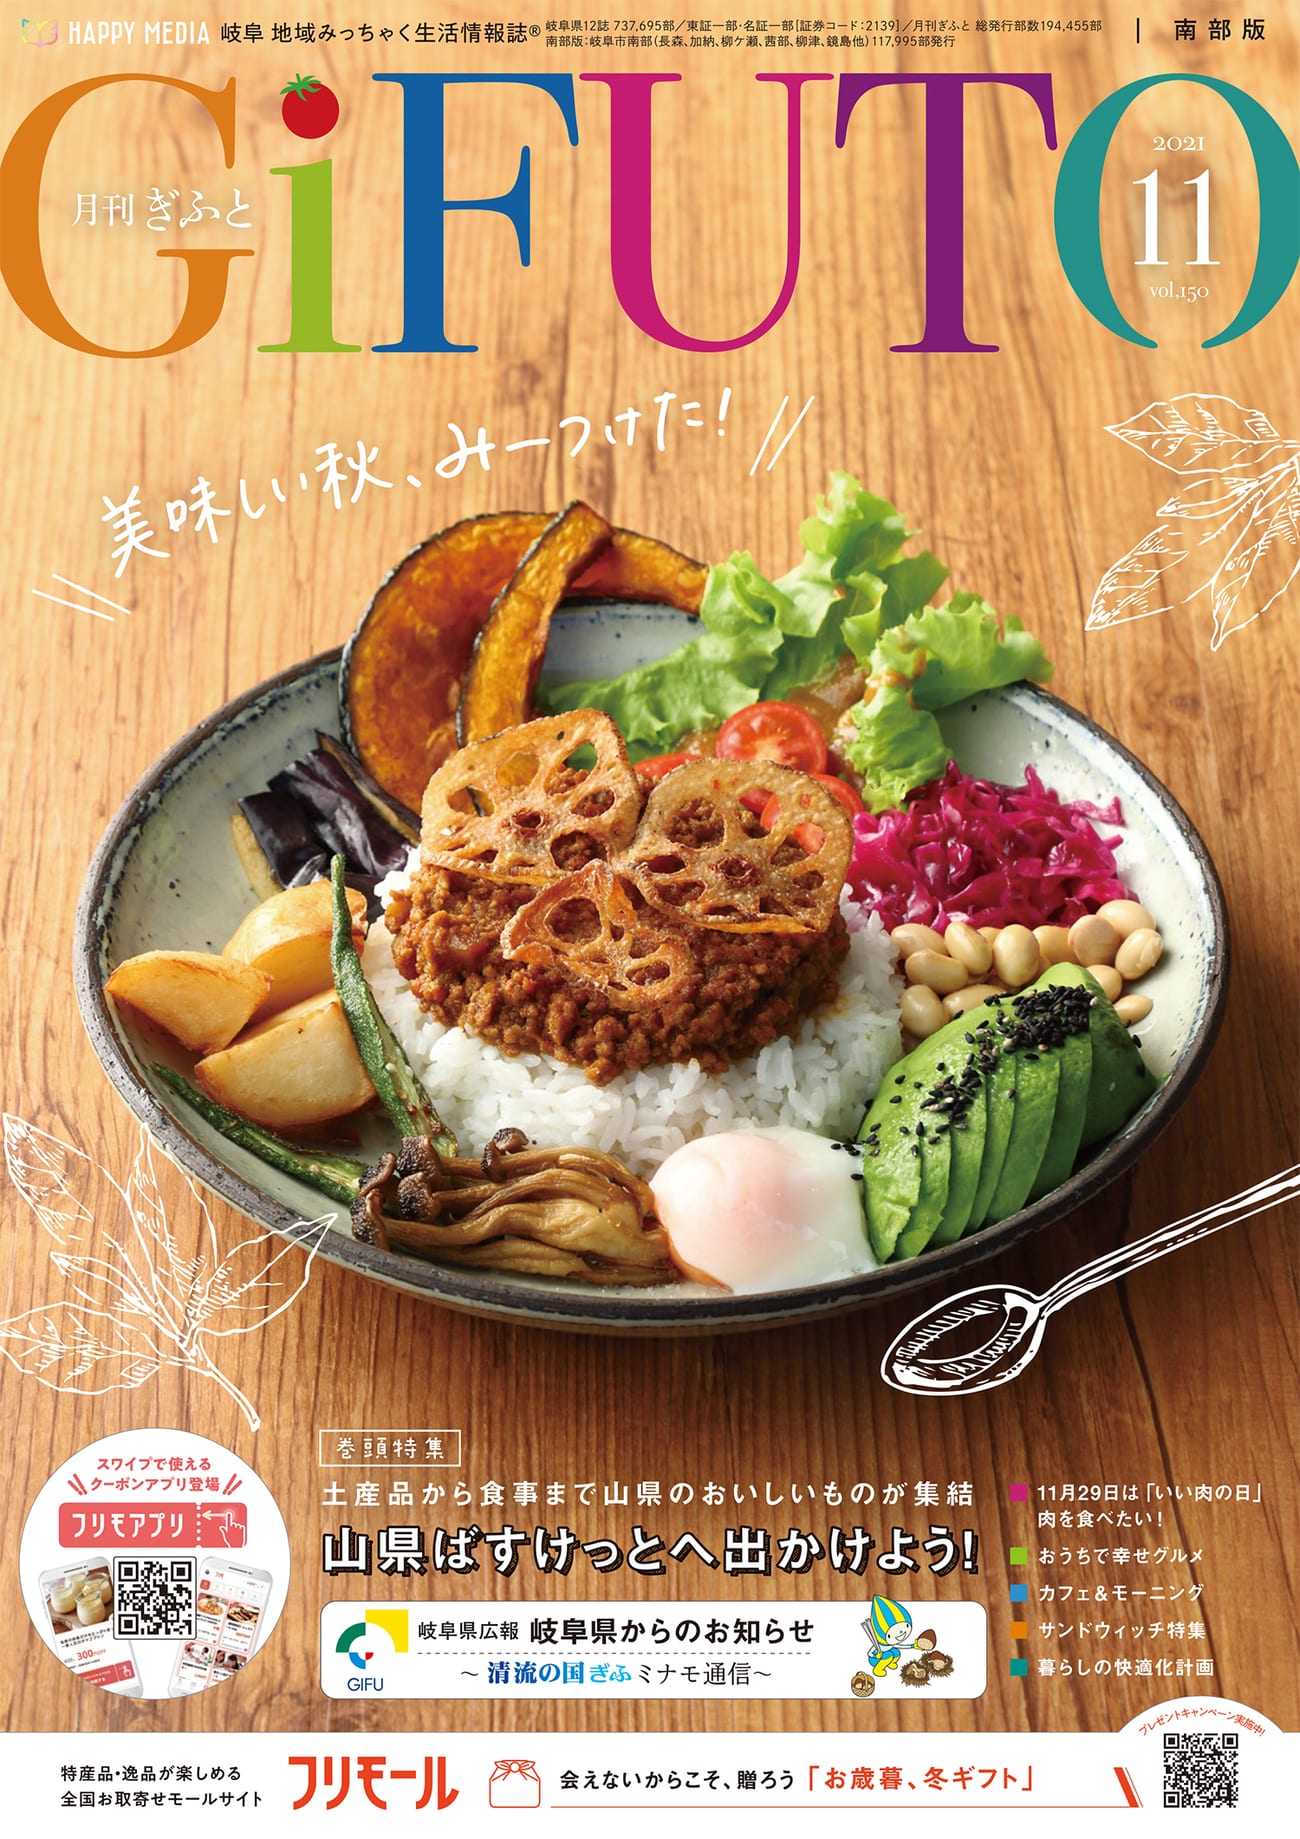 HAPPY MEDIA 岐阜 地域みっちゃく生活情報誌®
岐阜県12誌 737,695部／東証一部・名証一部［証券コード：2139］／月刊ぎふと 総発行部数194,455部
南部版：岐阜市南部（長森、加納、柳ケ瀬、茜部、柳津、鏡島他）117,995部発行
南部版
GiFUTO
月刊 ぎふと
2021
11
vol,150
美味しい秋、みーつけた！
スワイプで使える
クーポンアプリ登場
フリモアプリ
巻頭特集
土産品から食事まで山県のおいしいものが集結
山県ばすけっとへ出かけよう！
GIFU
岐阜県広報 岐阜県からのお知らせ
～清流の国ぎふ ミナモ通信～
11月29日は「いい肉の日」
肉を食べたい！
おうちで幸せグルメ
カフェ＆モーニング
サンドウィッチ特集
暮らしの快適化計画
プレゼントキャンペーン実施中！
特産品・逸品が楽しめる
全国お取寄せモールサイト
フリモール
会えないからこそ、贈ろう「お歳暮、冬ギフト」